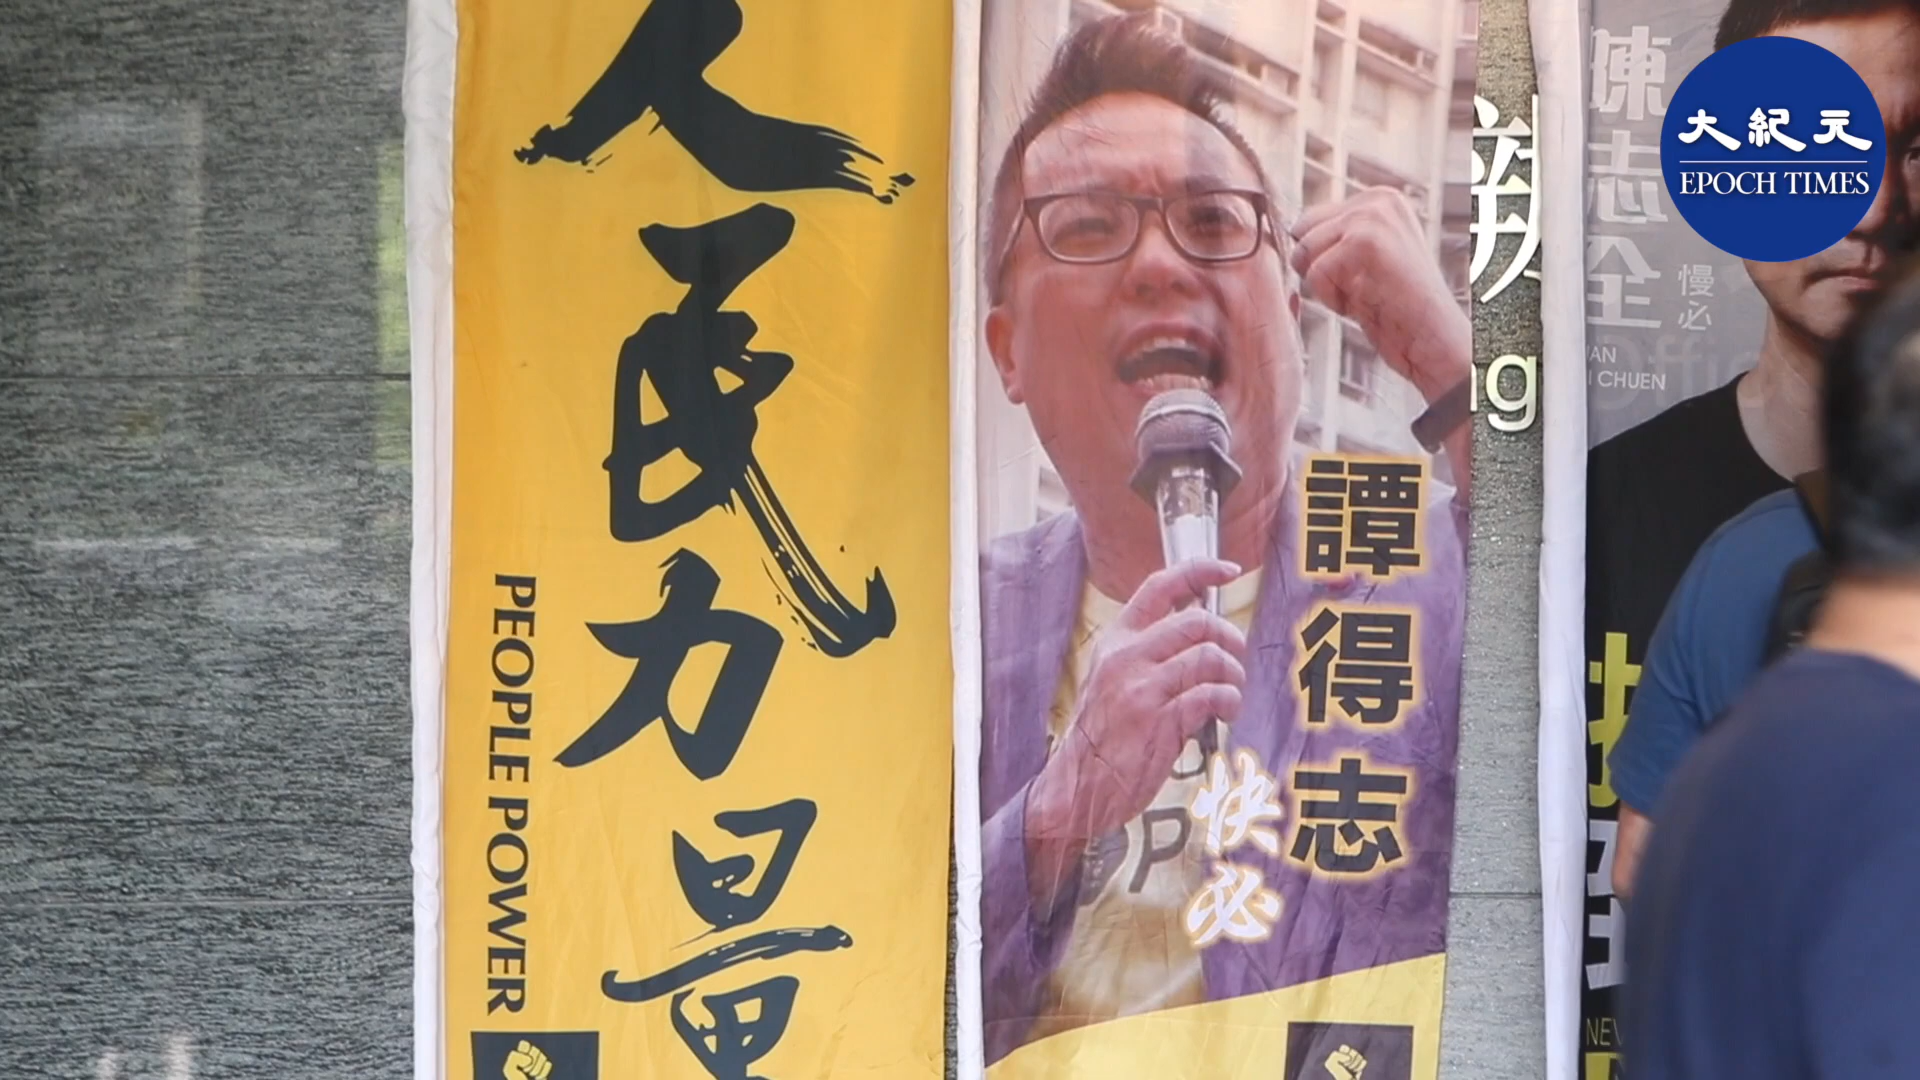 人民力量
PEOPLE POWER
譚得志
快必
陳志全
慢必
CHUEN
大紀元
EPOCH TIMES